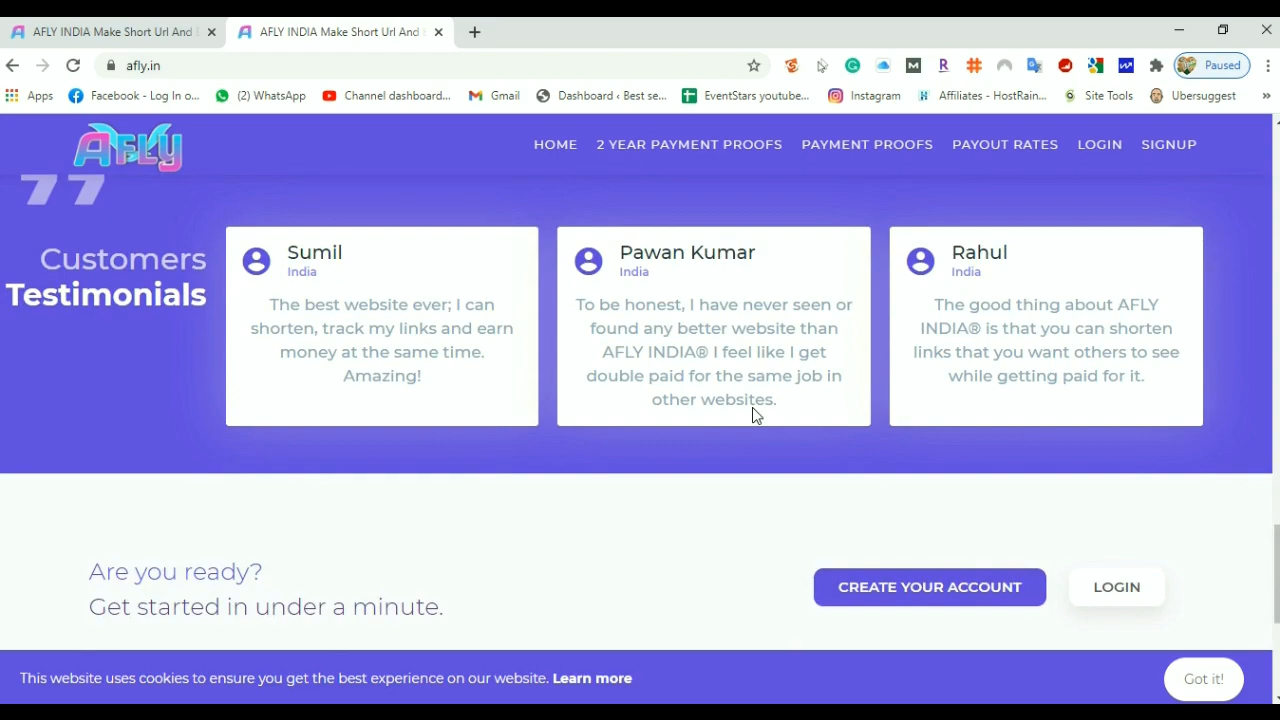 AFLY INDIA Make Short Url And
AFLY INDIA Make Short Url And
afly.in
Paused
Apps
Facebook - Log In o...
(2) WhatsApp
Channel dashboard...
Gmail
Dashboard ‹ Best se...
EventStars youtube...
Instagram
Affiliates - HostRain...
Site Tools
Ubersuggest
»
AFLY
HOME
2 YEAR PAYMENT PROOFS
PAYMENT PROOFS
PAYOUT RATES
LOGIN
SIGNUP
Customers
Testimonials
Sumil
India
The best website ever; I can
shorten, track my links and earn
money at the same time.
Amazing!
Pawan Kumar
India
To be honest, I have never seen or
found any better website than
AFLY INDIA® I feel like I get
double paid for the same job in
other websites.
Rahul
India
The good thing about AFLY
INDIA® is that you can shorten
links that you want others to see
while getting paid for it.
Are you ready?
Get started in under a minute.
CREATE YOUR ACCOUNT
LOGIN
This website uses cookies to ensure you get the best experience on our website. Learn more
Got it!